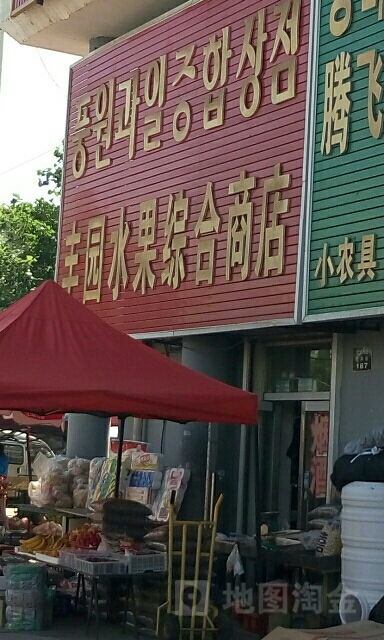 풍원과일종합상점
丰园水果综合商店
腾飞
小农具
187
地图淘金